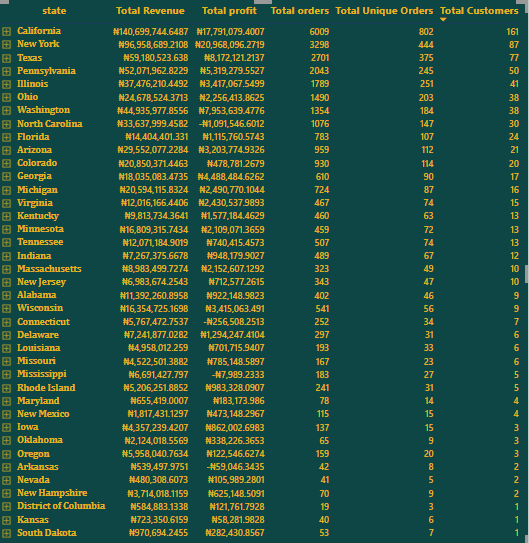 state Total Revenue Total profit Total orders Total Unique Orders Total Customers
California ₦140,699,744.6487 ₦17,791,079.4007 6009 802 161
New York ₦96,958,689.2108 ₦20,968,096.2719 3298 444 87
Texas ₦59,180,523.638 ₦8,172,121.2137 2701 375 77
Pennsylvania ₦52,071,962.8229 ₦5,319,279.5527 2043 245 50
Illinois ₦37,476,210.4492 ₦3,417,067.5499 1789 251 41
Ohio ₦24,678,524.3713 ₦2,256,413.8625 1490 203 38
Washington ₦44,935,977.8556 ₦7,953,639.4776 1354 184 38
North Carolina ₦33,637,999.4582 -₦1,091,546.6012 1076 147 30
Florida ₦14,404,401.331 ₦1,115,760.5743 783 107 24
Arizona ₦29,552,077.2284 ₦3,203,774.9326 959 112 21
Colorado ₦20,850,371.4463 ₦478,781.2679 930 114 20
Georgia ₦18,035,083.4735 ₦4,488,484.6262 610 90 17
Michigan ₦20,594,115.8324 ₦2,490,770.1044 724 87 16
Virginia ₦12,016,166.4406 ₦2,430,537.9893 467 74 15
Kentucky ₦9,813,734.3641 ₦1,577,184.4629 460 63 13
Minnesota ₦16,809,315.7434 ₦2,109,071.3659 459 72 13
Tennessee ₦12,071,184.9019 ₦740,415.4573 507 74 13
Indiana ₦7,267,375.6678 ₦948,179.9027 489 67 12
Massachusetts ₦8,983,499.7274 ₦2,152,607.1292 323 49 10
New Jersey ₦6,983,674.2543 ₦712,577.2615 343 47 10
Alabama ₦11,392,260.8958 ₦922,148.9823 402 46 9
Wisconsin ₦16,354,725.1698 ₦3,415,063.491 541 56 9
Connecticut ₦5,767,472.7537 -₦256,508.2513 252 34 7
Delaware ₦7,241,877.0282 ₦1,294,247.4104 297 31 6
Louisiana ₦4,958,012.259 ₦701,715.9407 193 33 6
Missouri ₦4,522,501.3882 ₦785,148.5897 167 23 6
Mississippi ₦6,691,427.797 -₦7,989.2333 183 27 5
Rhode Island ₦5,206,251.8852 ₦983,328.0907 241 31 5
Maryland ₦655,419.0007 ₦183,173.986 78 14 4
New Mexico ₦1,817,431.1297 ₦473,148.2967 115 15 4
Iowa ₦4,357,239.4207 ₦862,002.6983 137 15 3
Oklahoma ₦2,124,018.5569 ₦338,226.3653 65 9 3
Oregon ₦5,958,040.7634 ₦122,546.6274 159 20 3
Arkansas ₦539,497.9751 -₦59,046.3435 42 8 2
Nevada ₦480,308.6073 ₦105,989.2801 41 5 2
New Hampshire ₦3,714,018.1159 ₦625,148.5091 70 9 2
District of Columbia ₦584,883.1338 ₦121,761.7928 19 3 1
Kansas ₦723,350.6159 ₦58,281.9828 40 6 1
South Dakota ₦970,694.2455 ₦282,430.8567 53 7 1